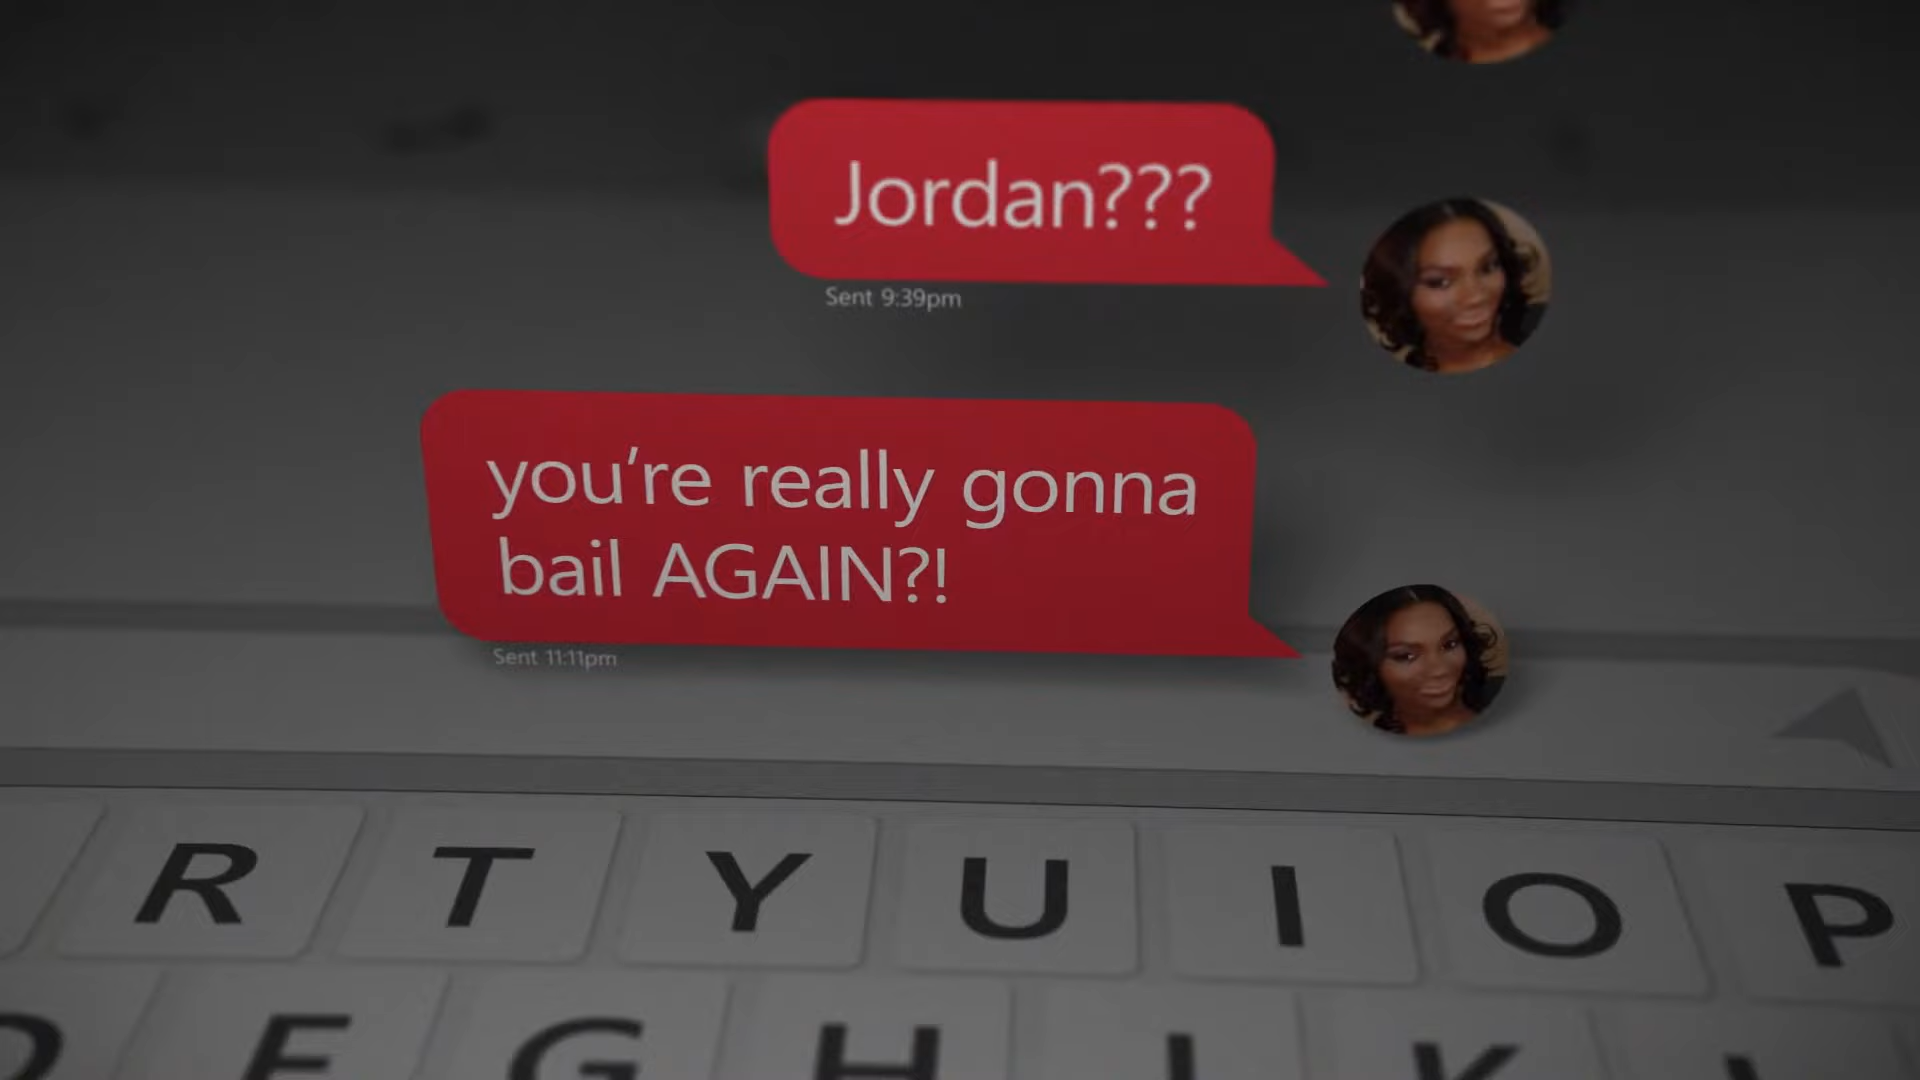 Jordan???
Sent 9:39pm
you're really gonna
bail AGAIN?!
Sent 11:11pm
R T Y U I O P
F G H